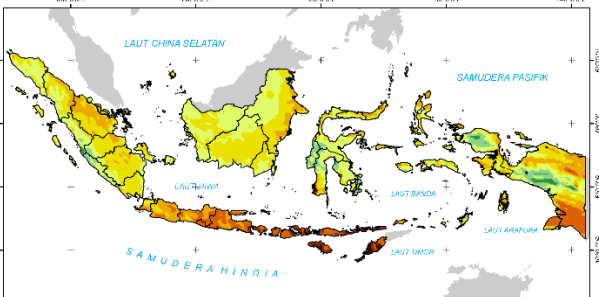 LAUT CHINA SELATAN
SAMUDERA PASIFIK
LAUT JAWA
LAUT BANDA
LAUT ARAFURA
LAUT TIMOR
SAMUDERA HINDIA